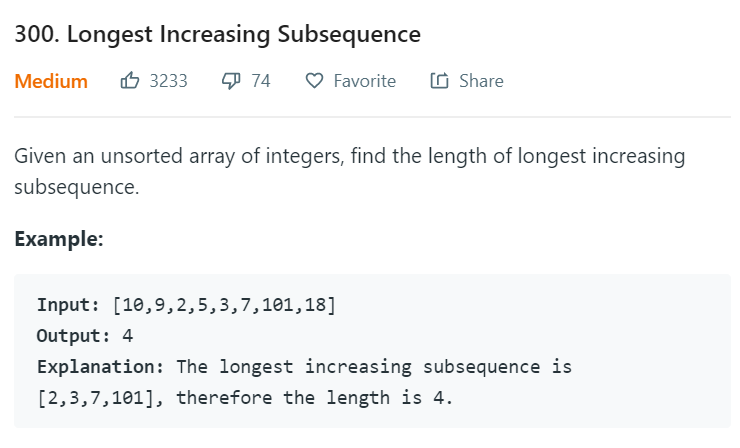 300. Longest Increasing Subsequence
Medium 3233 74 Favorite Share
Given an unsorted array of integers, find the length of longest increasing
subsequence.
Example:
Input: [10,9,2,5,3,7,101,18]
Output: 4
Explanation: The longest increasing subsequence is
[2,3,7,101], therefore the length is 4.